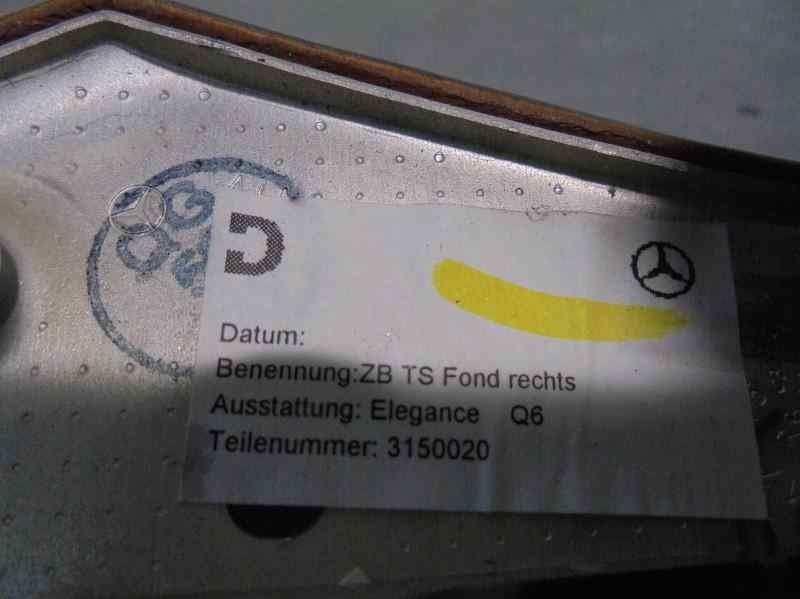 Datum:
Benennung:ZB TS Fond rechts
Ausstattung: Elegance Q6
Teilenummer: 3150020